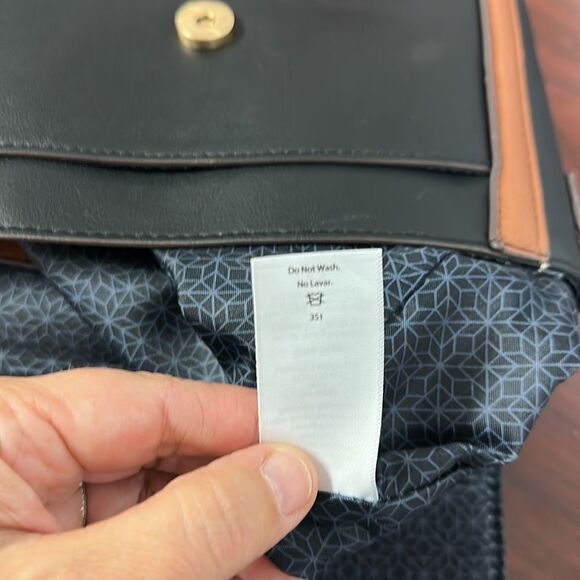 Do Not Wash.
No Lavar.
351